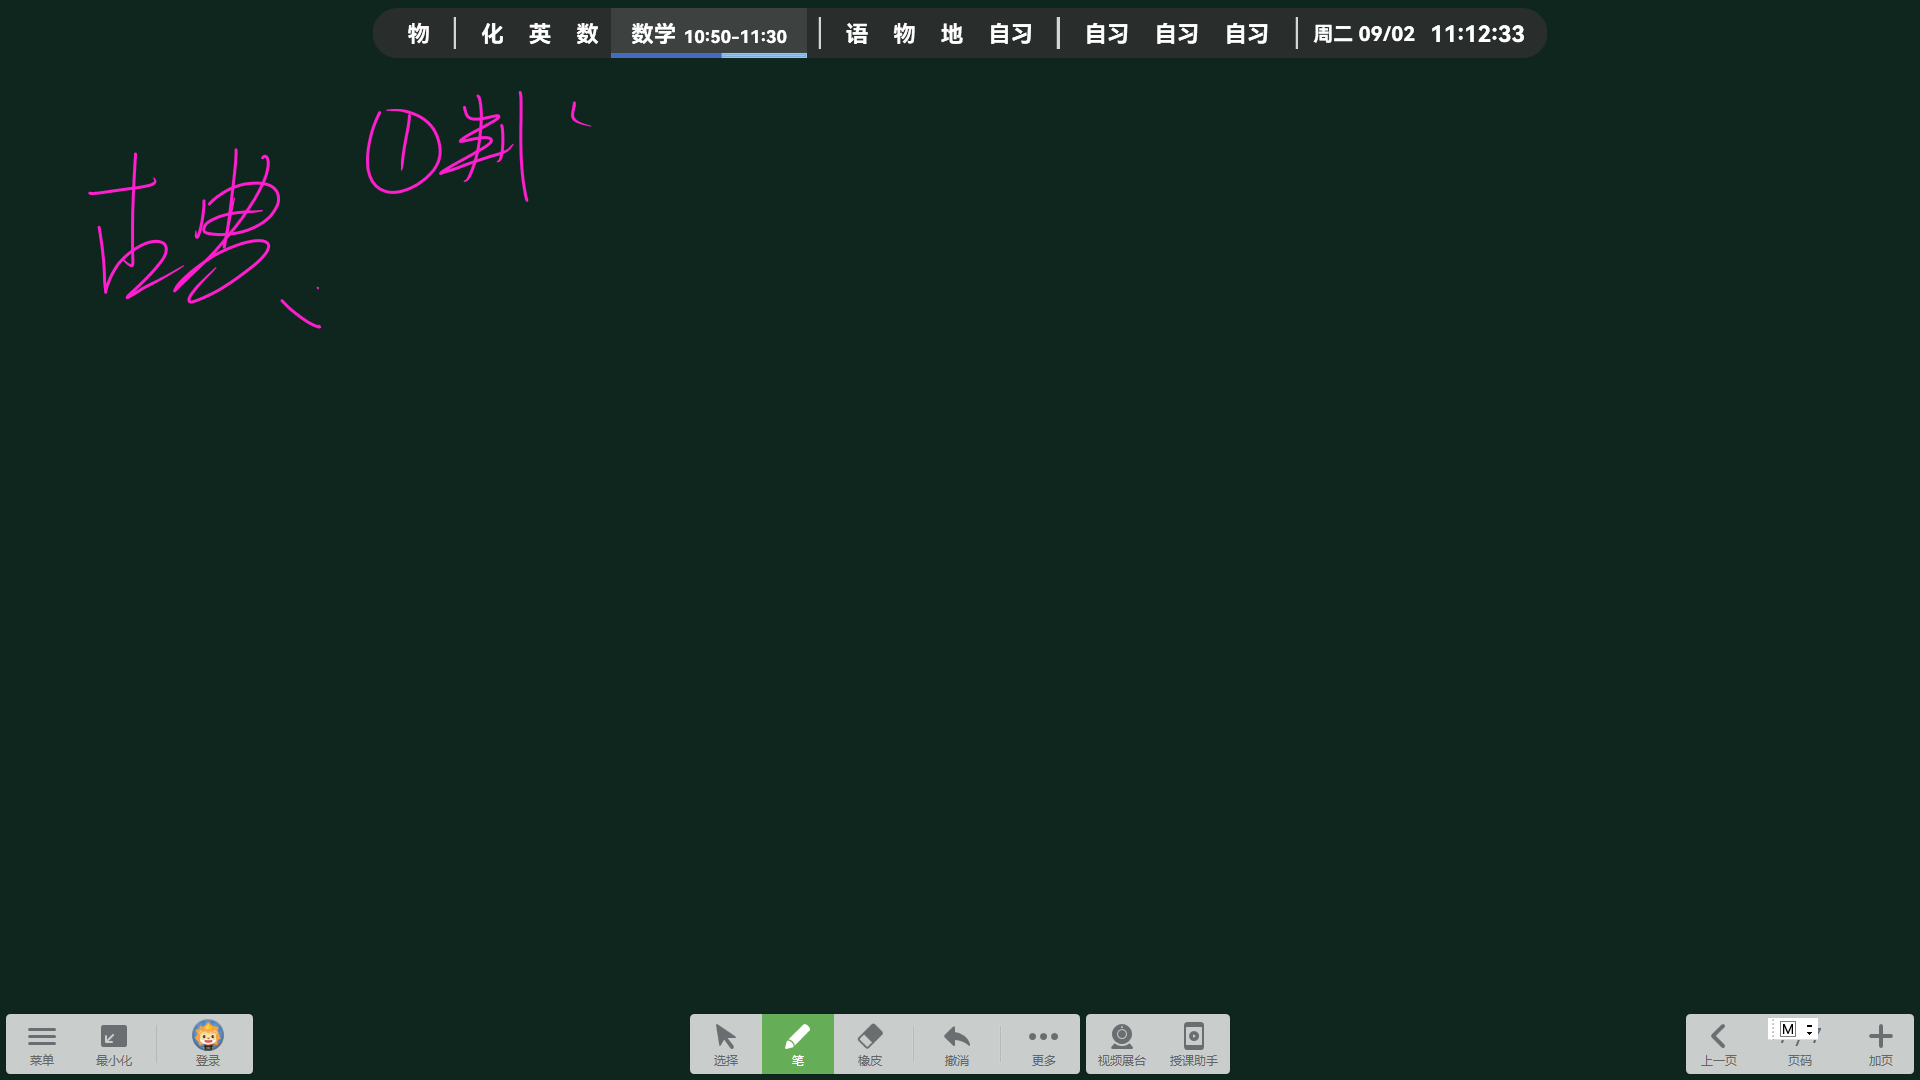 物 | 化 英 数 数学 10:50-11:30 | 语 物 地 自习 | 自习 自习 自习 | 周二 09/02 11:12:33
①判
古典
菜单 最小化 登录 选择 笔 橡皮 撤消 更多 视频展台 授课助手 上一页 M 页码 加页